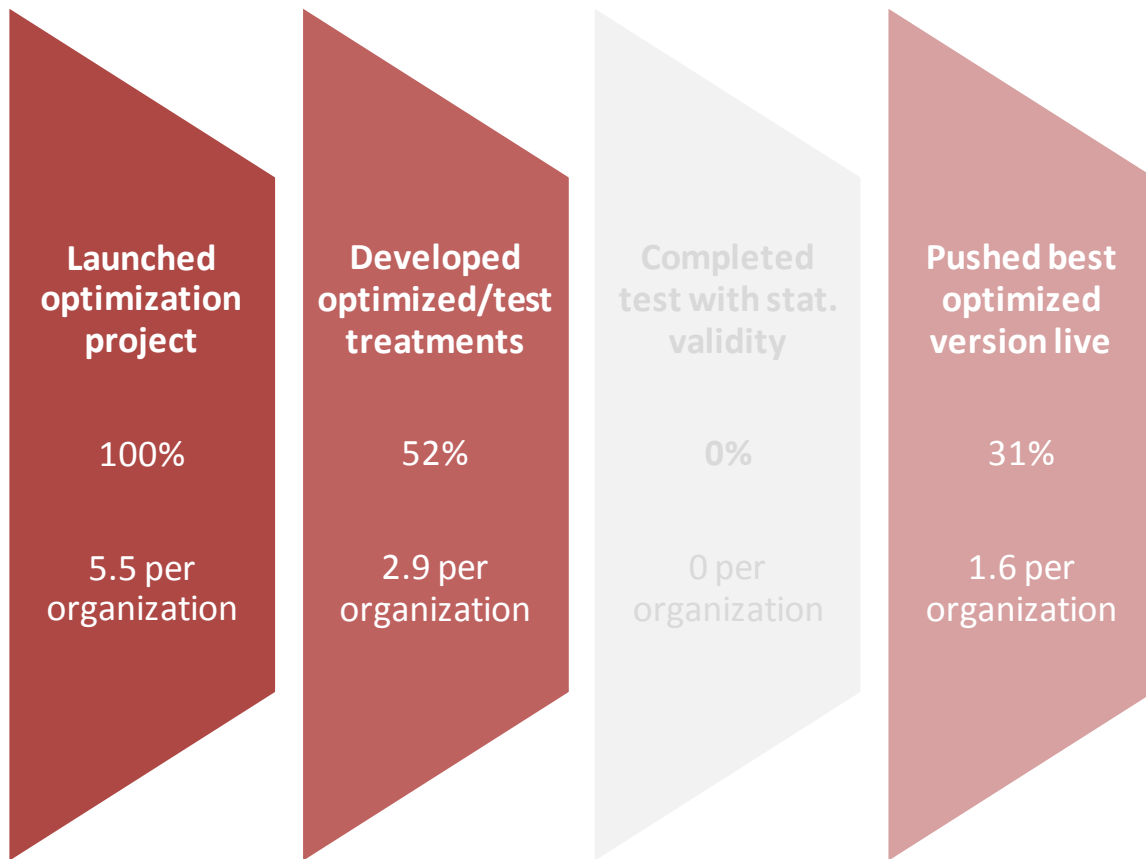 Launched
optimization
project
100%
5.5 per
organization
Developed
optimized/test
treatments
52%
2.9 per
organization
Completed
test with stat.
validity
0%
0 per
organization
Pushed best
optimized
version live
31%
1.6 per
organization